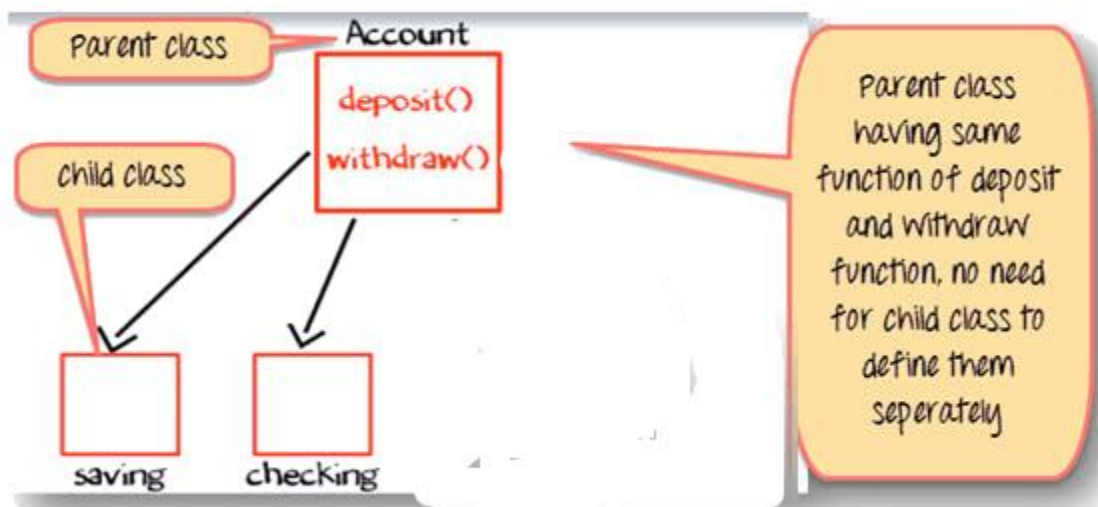 Parent class
Account
deposit()
withdraw()
child class
saving
checking
Parent class
having same
function of deposit
and withdraw
function, no need
for child class to
define them
seperately